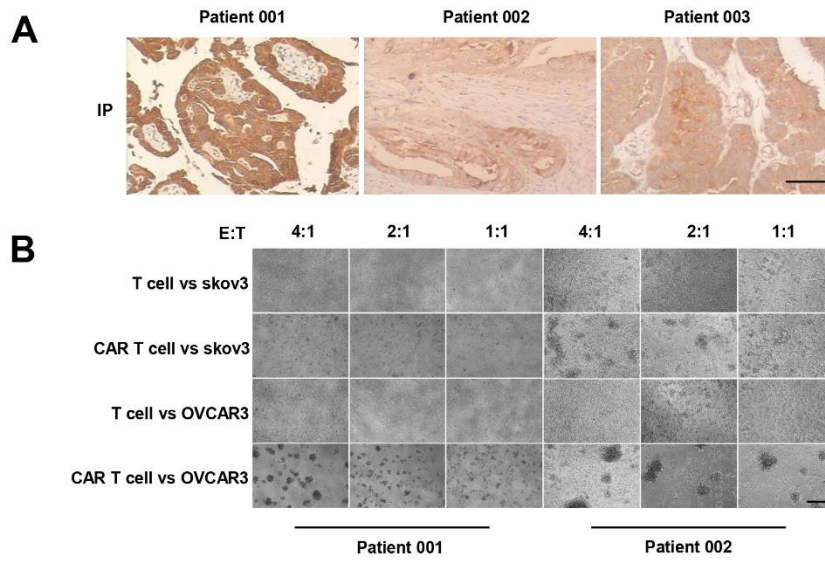 A
Patient 001 Patient 002 Patient 003
IP
B
E:T 4:1 2:1 1:1 4:1 2:1 1:1
T cell vs skov3
CAR T cell vs skov3
T cell vs OVCAR3
CAR T cell vs OVCAR3
Patient 001 Patient 002